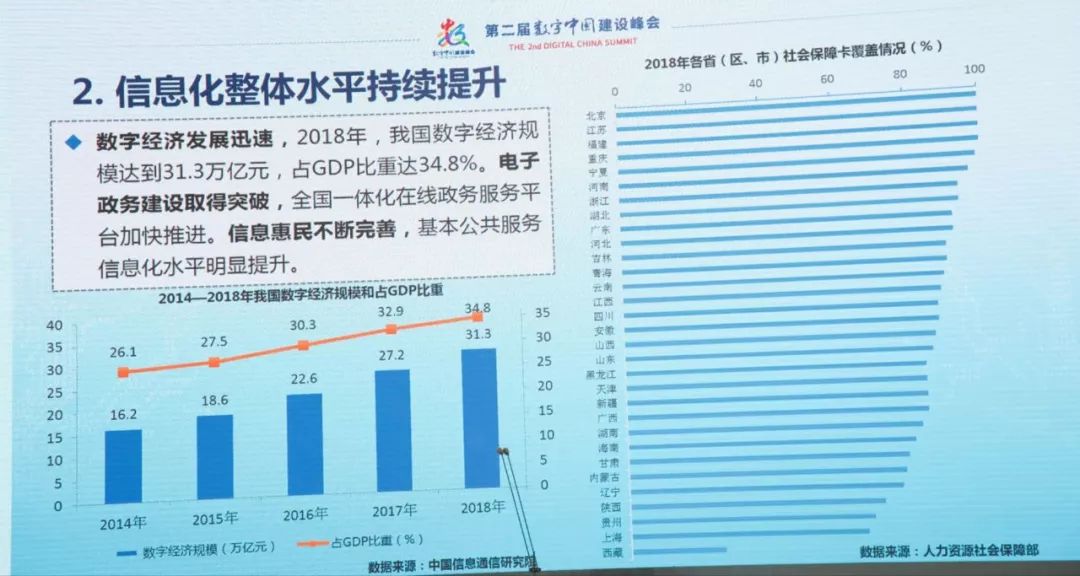 第二届数字中国建设峰会
数字中国建设峰会
THE 2nd DIGITAL CHINA SUMMIT
2. 信息化整体水平持续提升
数字经济发展迅速，2018年，我国数字经济规
模达到31.3万亿元，占GDP比重达34.8%。电子
政务建设取得突破，全国一体化在线政务服务平
台加快推进。信息惠民不断完善，基本公共服务
信息化水平明显提升。
2014—2018年我国数字经济规模和占GDP比重
40
35
30
25
20
15
10
5
0
26.1
27.5
30.3
32.9
34.8
16.2
18.6
22.6
27.2
31.3
35
30
25
20
15
10
5
0
2014年
2015年
2016年
2017年
2018年
数字经济规模（万亿元）
占GDP比重（%）
数据来源：中国信息通信研究院
2018年各省（区、市）社会保障卡覆盖情况（%）
0
20
40
60
80
100
北京
江苏
福建
重庆
宁夏
河南
浙江
湖北
广东
河北
吉林
青海
云南
江西
四川
安徽
山西
山东
黑龙江
天津
新疆
广西
湖南
海南
甘肃
内蒙古
辽宁
陕西
贵州
上海
西藏
数据来源：人力资源社会保障部